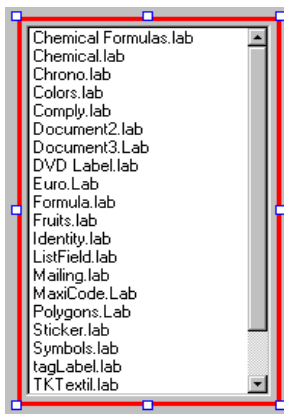 Chemical Formulas.lab
Chemical.lab
Chrono.lab
Colors.lab
Comply.lab
Document2.lab
Document3.Lab
DVD Label.lab
Euro.Lab
Formula.lab
Fruits.lab
Identity.lab
ListField.lab
Mailing.lab
MaxiCode.Lab
Polygons.Lab
Sticker.lab
Symbols.lab
tagLabel.lab
TKTextil.lab